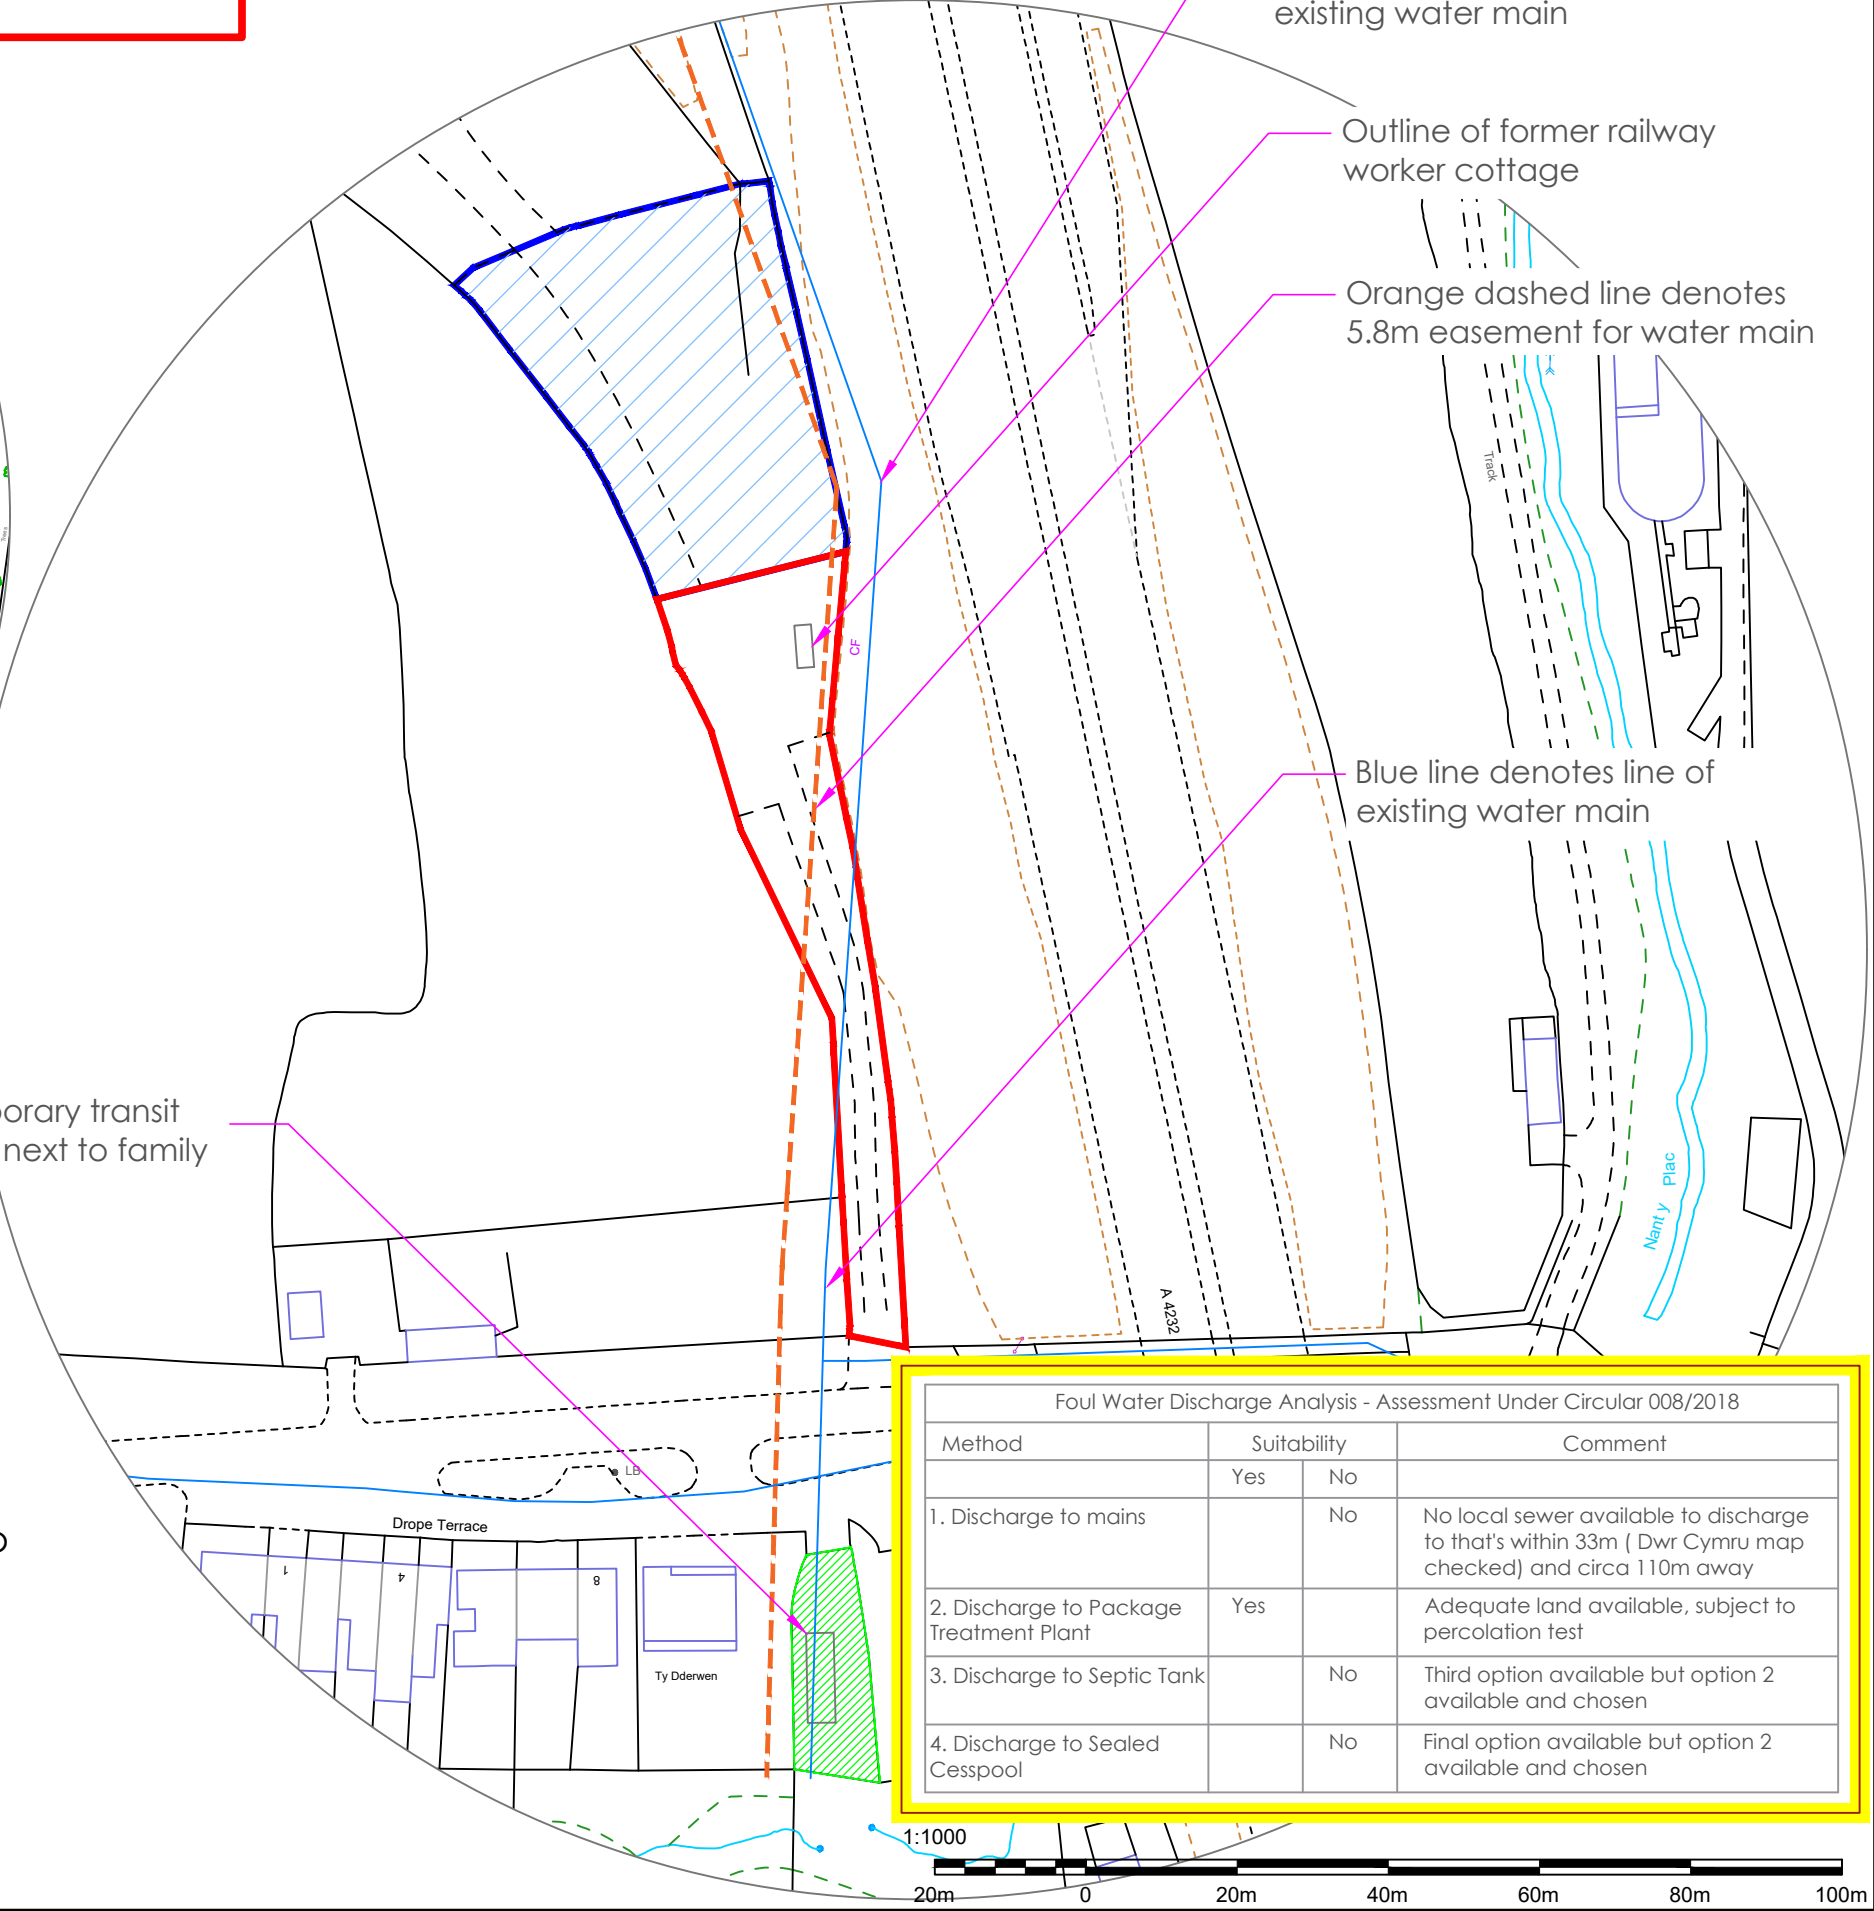 existing water main
Outline of former railway
worker cottage
Orange dashed line denotes
5.8m easement for water main
Track
CF
Blue line denotes line of
existing water main
porary transit
next to family
Nant y Plac
A 4232
LB
Drope Terrace
1
4
8
Ty Dderwen
Foul Water Discharge Analysis - Assessment Under Circular 008/2018
Method Suitability Comment
Yes No
1. Discharge to mains No No local sewer available to discharge
to that's within 33m ( Dwr Cymru map
checked) and circa 110m away
2. Discharge to Package Yes Adequate land available, subject to
Treatment Plant percolation test
3. Discharge to Septic Tank No Third option available but option 2
available and chosen
4. Discharge to Sealed No Final option available but option 2
Cesspool available and chosen
1:1000
20m 0 20m 40m 60m 80m 100m